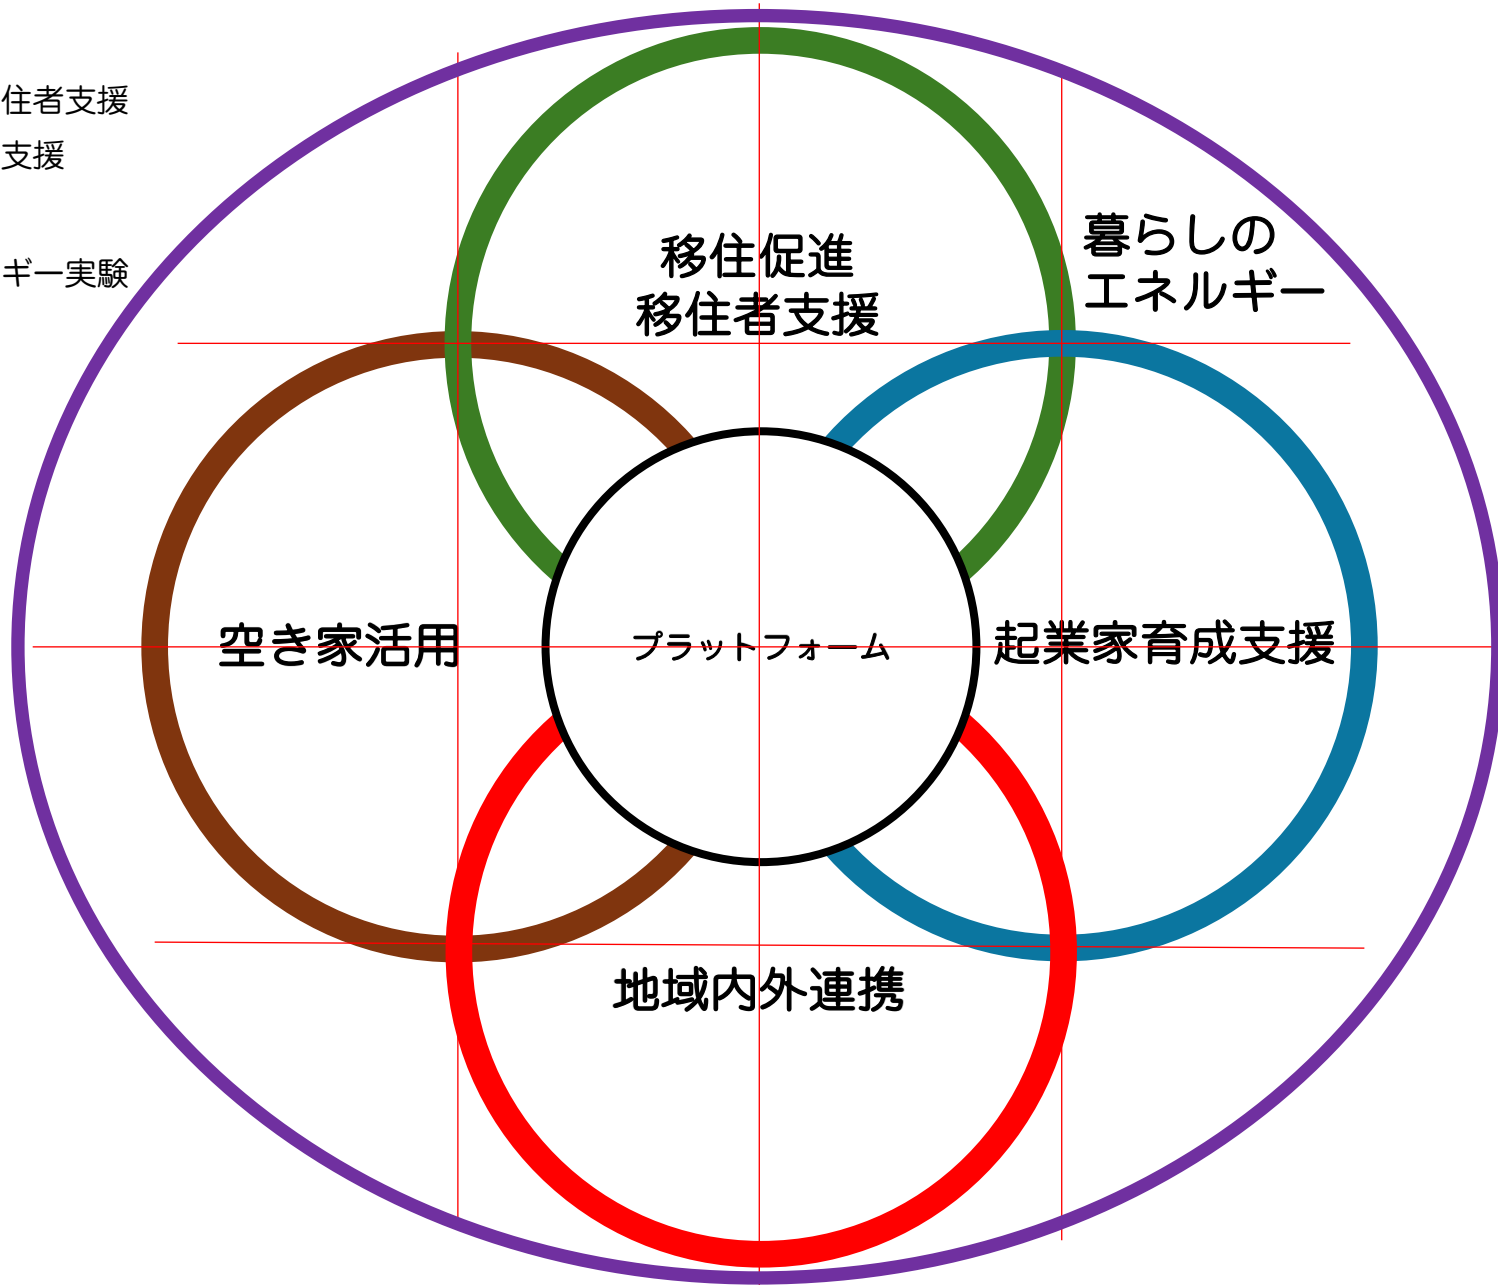 住者支援
支援
ギー実験
移住促進
移住者支援
暮らしの
エネルギー
空き家活用
プラットフォーム
起業家育成支援
地域内外連携